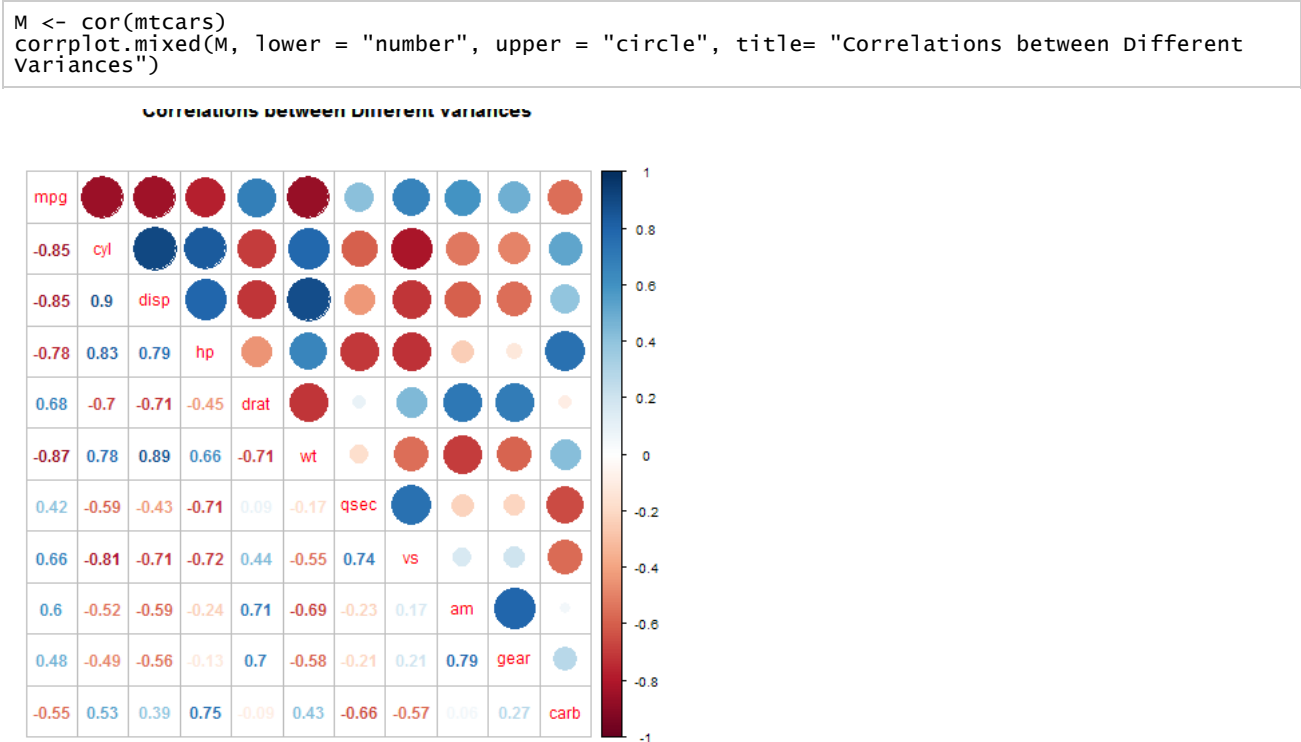 M <- cor(mtcars)
corrplot.mixed(M, lower = "number", upper = "circle", title= "Correlations between Different
Variances")
Correlations between Different Variances
mpg
1
-0.85 cyl
0.8
-0.85 0.9 disp
0.6
-0.78 0.83 0.79 hp
0.4
0.68 -0.7 -0.71 -0.45 drat
0.2
-0.87 0.78 0.89 0.66 -0.71 wt
0
0.42 -0.59 -0.43 -0.71 0.09 -0.17 qsec
-0.2
0.66 -0.81 -0.71 -0.72 0.44 -0.55 0.74 vs
-0.4
0.6 -0.52 -0.59 -0.24 0.71 -0.69 -0.23 0.17 am
-0.6
0.48 -0.49 -0.56 -0.13 0.7 -0.58 -0.21 0.21 0.79 gear
-0.8
-0.55 0.53 0.39 0.75 -0.09 0.43 -0.66 -0.57 0.06 0.27 carb
-1